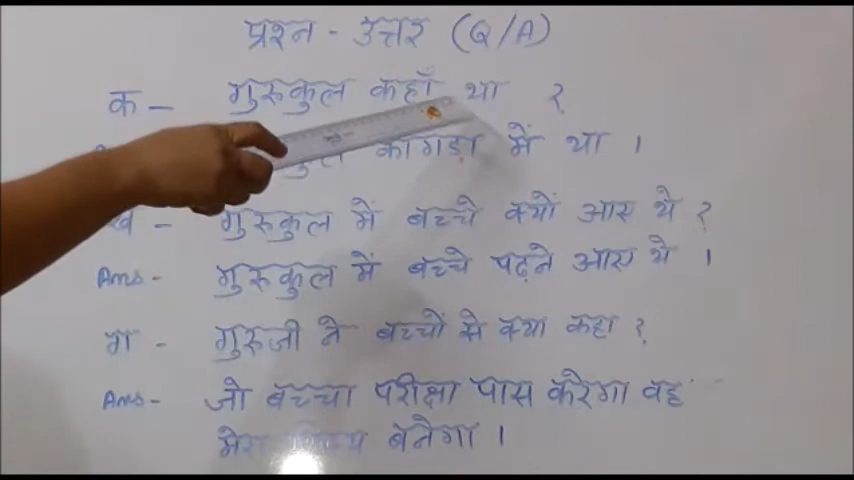 प्रश्न - उत्तर (Q/A)
क - गुरुकुल कहाँ था ?
कांगड़ा में था ।
ख - गुरुकुल में बच्चे क्यों आए थे ?
Ans - गुरुकुल में बच्चे पढ़ने आए थे ।
ग - गुरुजी ने बच्चों से क्या कहा ?
Ans - जो बच्चा परीक्षा पास करेगा वह
मेरा बनेगा ।